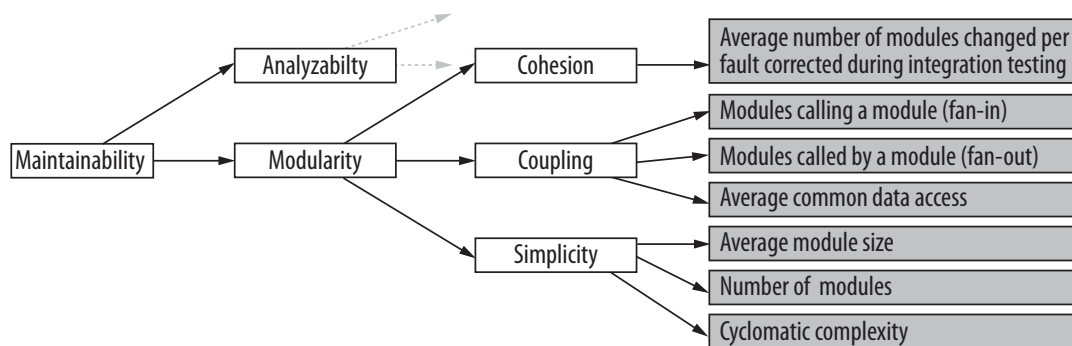 Maintainability
Analyzabilty
Modularity
Cohesion
Coupling
Simplicity
Average number of modules changed per
fault corrected during integration testing
Modules calling a module (fan-in)
Modules called by a module (fan-out)
Average common data access
Average module size
Number of modules
Cyclomatic complexity